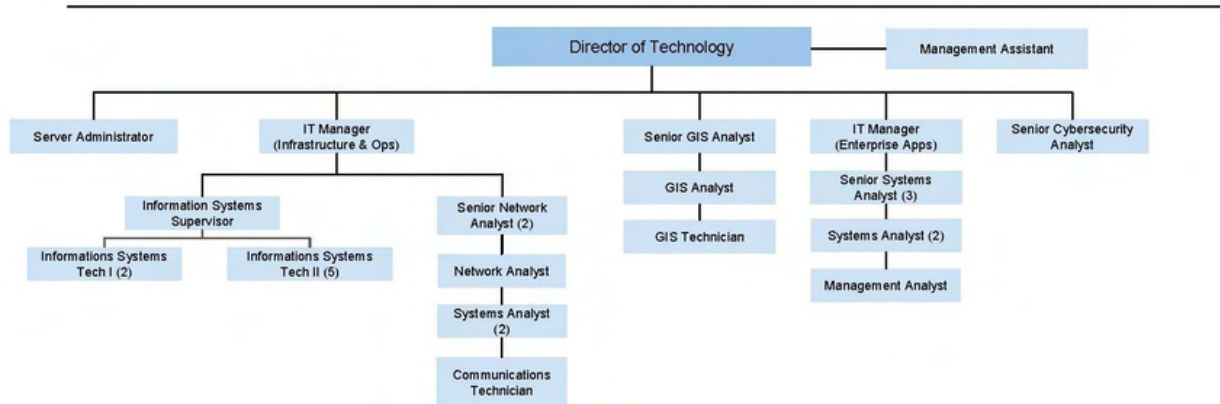 Director of Technology
Management Assistant
Server Administrator
IT Manager
(Infrastructure & Ops)
Senior GIS Analyst
IT Manager
(Enterprise Apps)
Senior Cybersecurity
Analyst
Information Systems
Supervisor
Senior Network
Analyst (2)
GIS Analyst
Senior Systems
Analyst (3)
Informations Systems
Tech I (2)
Informations Systems
Tech II (5)
Network Analyst
GIS Technician
Systems Analyst (2)
Systems Analyst
(2)
Management Analyst
Communications
Technician